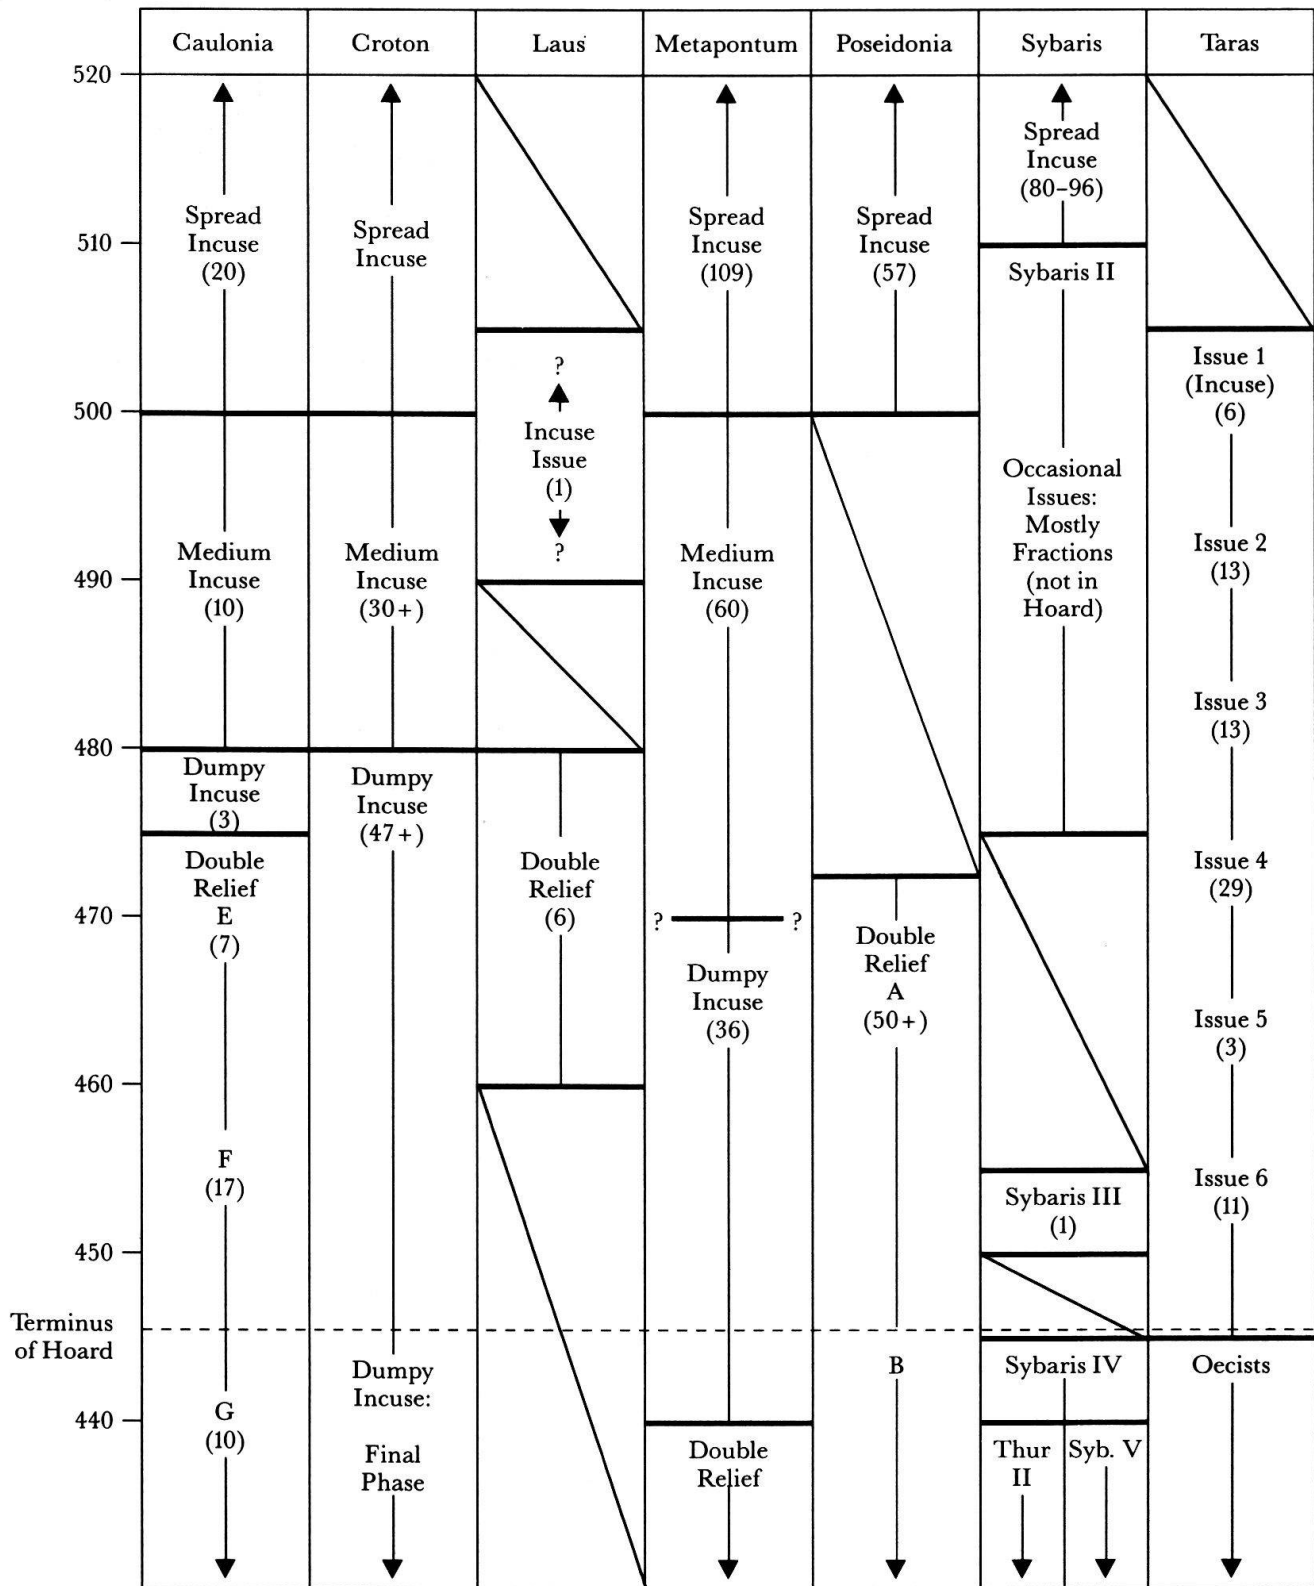 Caulonia
Croton
Laus
Metapontum
Poseidonia
Sybaris
Taras
520
510
500
490
480
470
460
450
Terminus
of Hoard
440
Spread
Incuse
(20)
Medium
Incuse
(10)
Dumpy
Incuse
(3)
Double
Relief
E
(7)
F
(17)
G
(10)
Spread
Incuse
Medium
Incuse
(30+)
Dumpy
Incuse
(47+)
Dumpy
Incuse:
Final
Phase
?
Incuse
Issue
(1)
?
Double
Relief
(6)
Spread
Incuse
(109)
Medium
Incuse
(60)
? ?
Dumpy
Incuse
(36)
Double
Relief
Spread
Incuse
(57)
Double
Relief
A
(50+)
B
Spread
Incuse
(80–96)
Sybaris II
Occasional
Issues:
Mostly
Fractions
(not in
Hoard)
Sybaris III
(1)
Sybaris IV
Thur
II
Syb. V
Issue 1
(Incuse)
(6)
Issue 2
(13)
Issue 3
(13)
Issue 4
(29)
Issue 5
(3)
Issue 6
(11)
Oecists